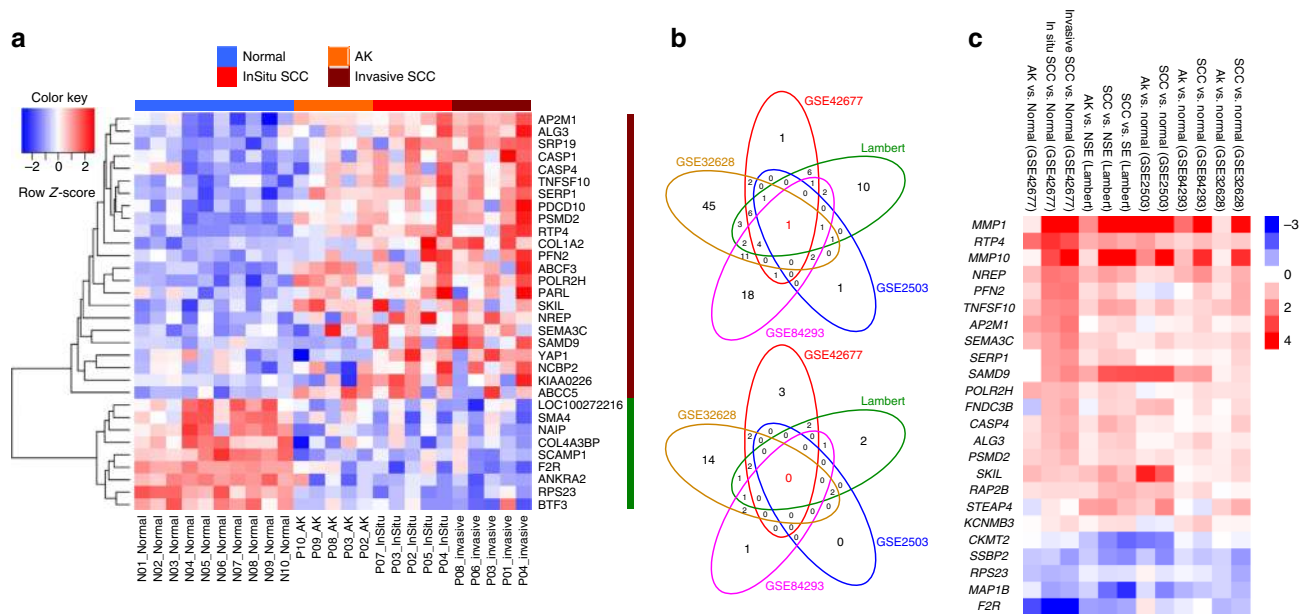 a
Normal
AK
InSitu SCC
Invasive SCC
Color key
−2 0 2
Row Z-score
AP2M1
ALG3
SRP19
CASP1
CASP4
TNFSF10
SERP1
PDCD10
PSMD2
RTP4
COL1A2
PFN2
ABCF3
POLR2H
PARL
SKIL
NREP
SEMA3C
SAMD9
YAP1
NCBP2
KIAA0226
ABCC5
LOC100272216
SMA4
NAIP
COL4A3BP
SCAMP1
F2R
ANKRA2
RPS23
BTF3
N01_Normal
N02_Normal
N03_Normal
N04_Normal
N05_Normal
N06_Normal
N07_Normal
N08_Normal
N09_Normal
N10_Normal
P10_AK
P09_AK
P08_AK
P03_AK
P02_AK
P07_InSitu
P03_InSitu
P02_InSitu
P05_InSitu
P04_InSitu
P08_invasive
P06_invasive
P03_invasive
P01_invasive
P04_invasive
b
GSE42677
1
GSE32628
Lambert
45
10
1
18
1
GSE2503
GSE84293
GSE42677
3
GSE32628
Lambert
14
2
0
1
0
GSE2503
GSE84293
c
AK vs. Normal (GSE42677)
In situ SCC vs. Normal (GSE42677)
Invasive SCC vs. Normal (GSE42677)
AK vs. NSE (Lambert)
SCC vs. NSE (Lambert)
SCC vs. SE (Lambert)
Ak vs. normal (GSE2503)
SCC vs. normal (GSE2503)
Ak vs. normal (GSE84293)
SCC vs. normal (GSE84293)
Ak vs. normal (GSE32628)
SCC vs. normal (GSE32629)
MMP1
RTP4
MMP10
NREP
PFN2
TNFSF10
AP2M1
SEMA3C
SERP1
SAMD9
POLR2H
FNDC3B
CASP4
ALG3
PSMD2
SKIL
RAP2B
STEAP4
KCNMB3
CKMT2
SSBP2
RPS23
MAP1B
F2R
−3
0
2
4